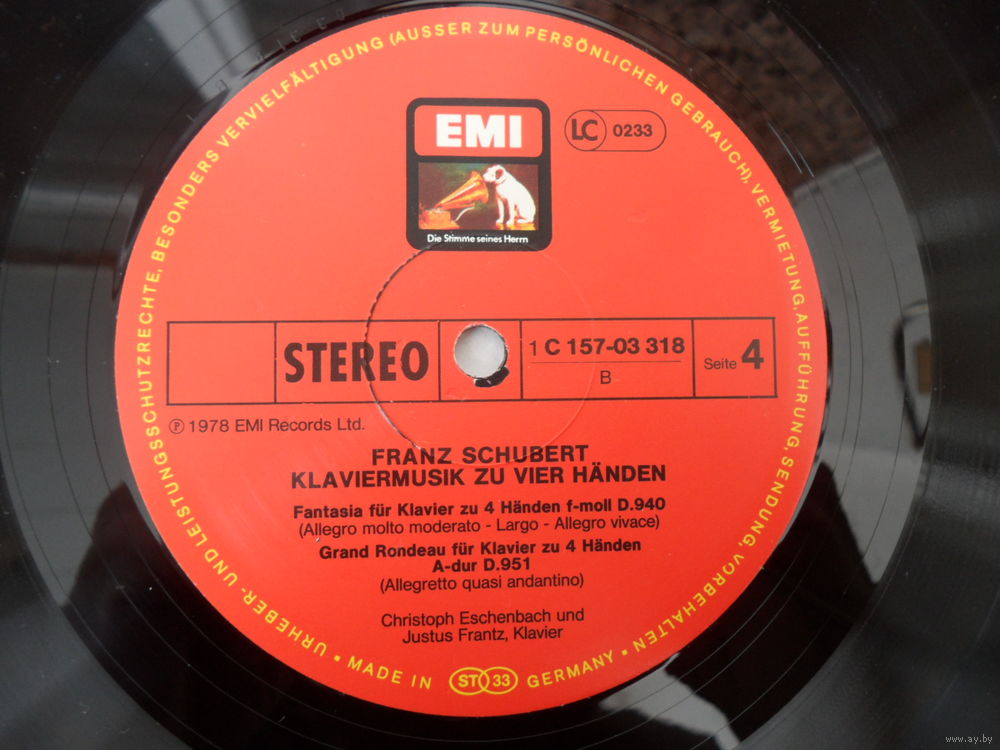 URHEBER- UND LEISTUNGSSCHUTZRECHTE, BESONDERS VERVIELFÄLTIGUNG (AUSSER ZUM PERSÖNLICHEN GEBRAUCH), VERMIETUNG, AUFFÜHRUNG, SENDUNG, VORBEHALTEN ▪
EMI
LC 0233
Die Stimme seines Herrn
STEREO
1 C 157-03 318
B
Seite 4
℗ 1978 EMI Records Ltd.
FRANZ SCHUBERT
KLAVIERMUSIK ZU VIER HÄNDEN
Fantasia für Klavier zu 4 Händen f-moll D.940
(Allegro molto moderato - Largo - Allegro vivace)
Grand Rondeau für Klavier zu 4 Händen
A-dur D.951
(Allegretto quasi andantino)
Christoph Eschenbach und
Justus Frantz, Klavier
▪ MADE IN ST 33 GERMANY
www.ay.by